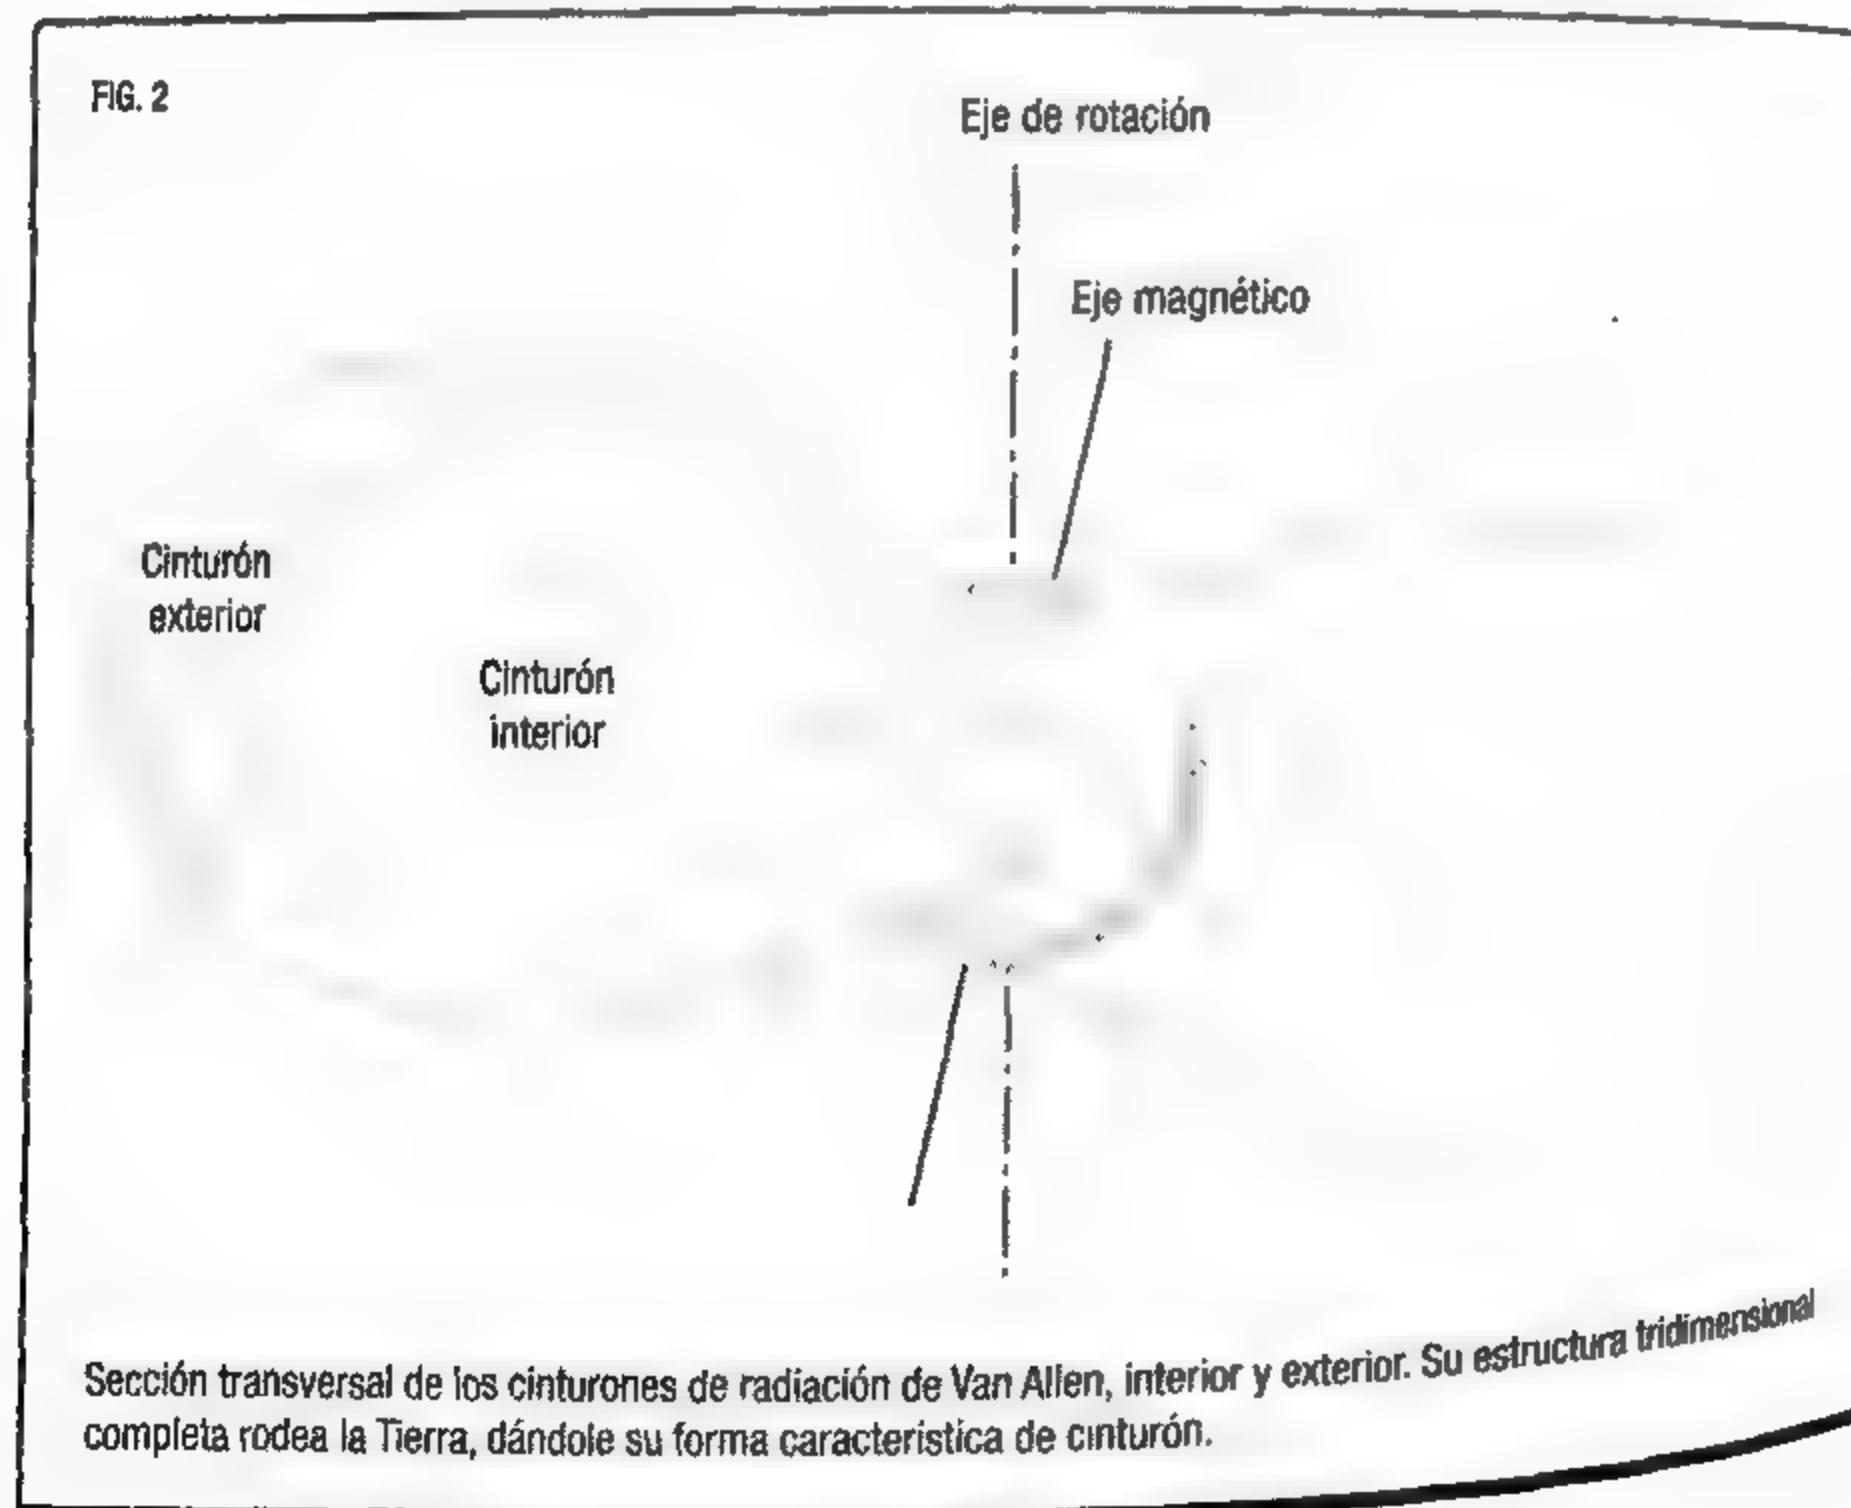 FIG. 2
Eje de rotación
Eje magnético
Cinturón
exterior
Cinturón
interior
Sección transversal de los cinturones de radiación de Van Allen, interior y exterior. Su estructura tridimensional
completa rodea la Tierra, dándole su forma característica de cinturón.